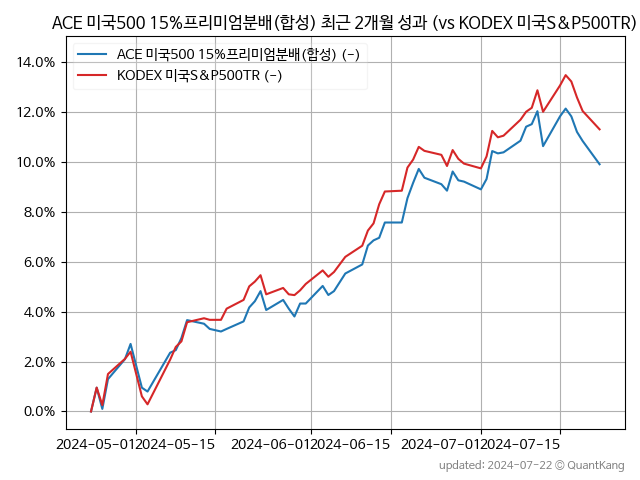 ACE 미국500 15%프리미엄분배(합성) 최근 2개월 성과 (vs KODEX 미국S&P500TR)
ACE 미국500 15%프리미엄분배(합성) (-)
KODEX 미국S&P500TR (-)
14.0%
12.0%
10.0%
8.0%
6.0%
4.0%
2.0%
0.0%
2024-05-01 2024-05-15 2024-06-01 2024-06-15 2024-07-01 2024-07-15
updated: 2024-07-22 © QuantKang